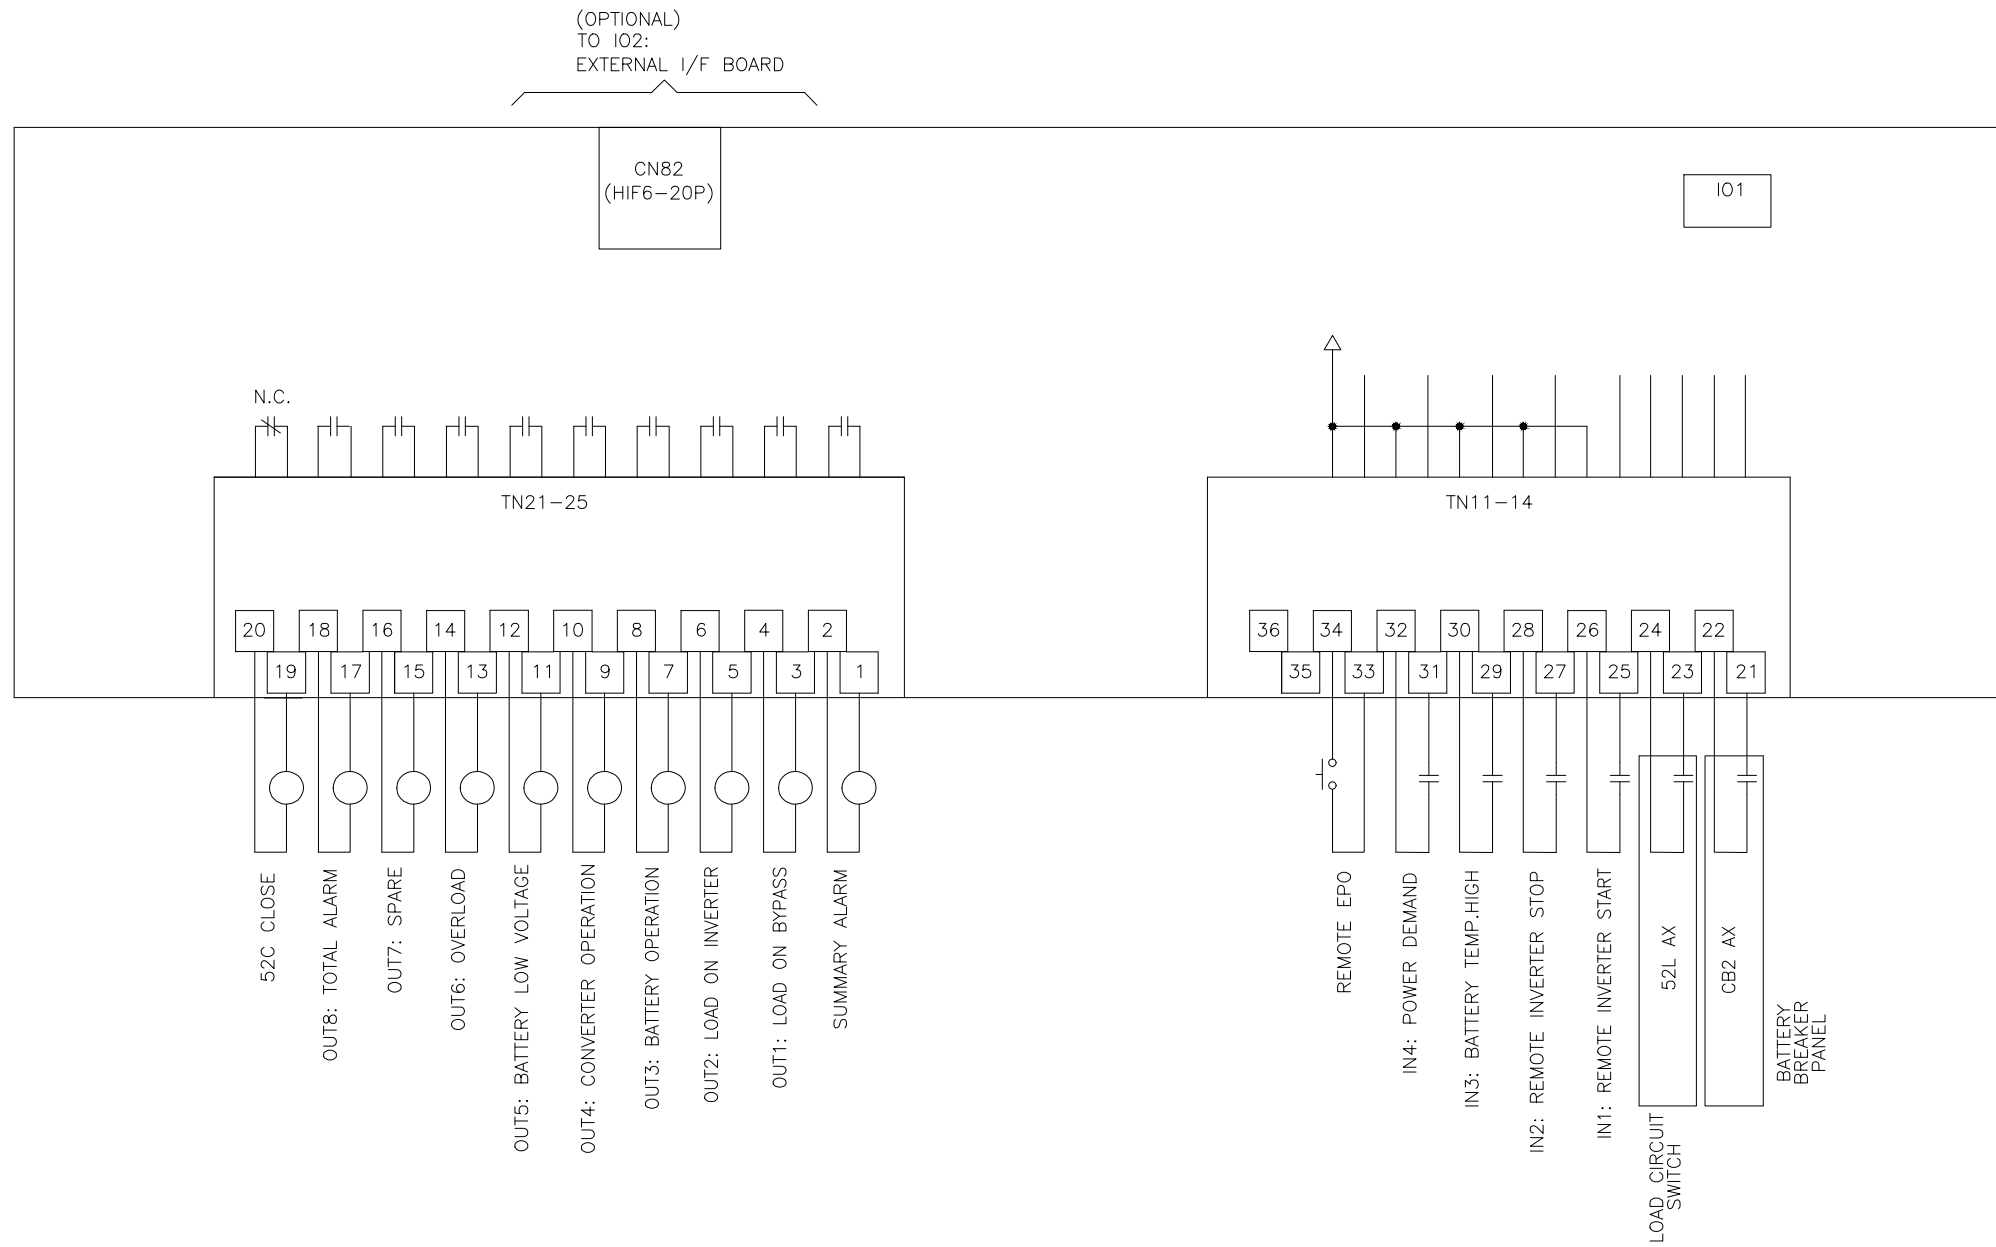 (OPTIONAL)
TO IO2:
EXTERNAL I/F BOARD
CN82
(HIF6-20P)
IO1
N.C.
TN21-25
TN11-14
20
18
16
14
12
10
8
6
4
2
19
17
15
13
11
9
7
5
3
1
36
34
32
30
28
26
24
22
35
33
31
29
27
25
23
21
52C CLOSE
OUT8: TOTAL ALARM
OUT7: SPARE
OUT6: OVERLOAD
OUT5: BATTERY LOW VOLTAGE
OUT4: CONVERTER OPERATION
OUT3: BATTERY OPERATION
OUT2: LOAD ON INVERTER
OUT1: LOAD ON BYPASS
SUMMARY ALARM
REMOTE EPO
IN4: POWER DEMAND
IN3: BATTERY TEMP.HIGH
IN2: REMOTE INVERTER STOP
IN1: REMOTE INVERTER START
52L AX
CB2 AX
LOAD CIRCUIT
SWITCH
BATTERY
BREAKER
PANEL